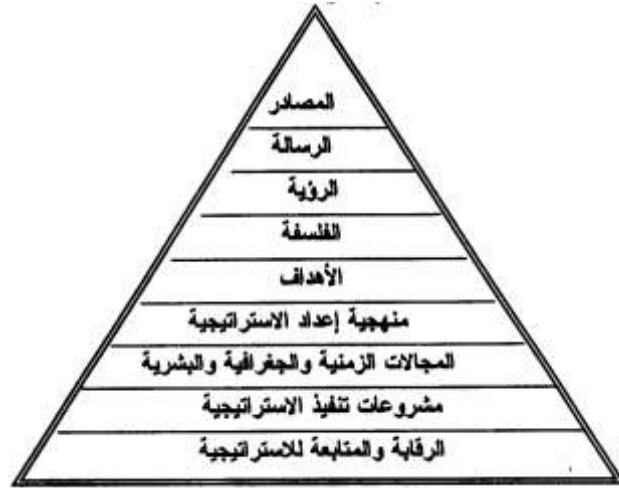 المصادر
الرسالة
الرؤية
الفلسفة
الأهداف
منهجية إعداد الاستراتيجية
المجالات الزمنية والجغرافية والبشرية
مشروعات تنفيذ الاستراتيجية
الرقابة والمتابعة للاستراتيجية